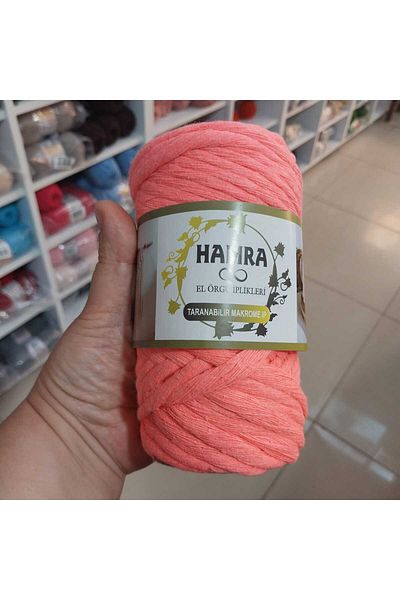 HAMRA
EL ÖRGÜ İPLİKLERİ
TARANABİLİR MAKROME İP